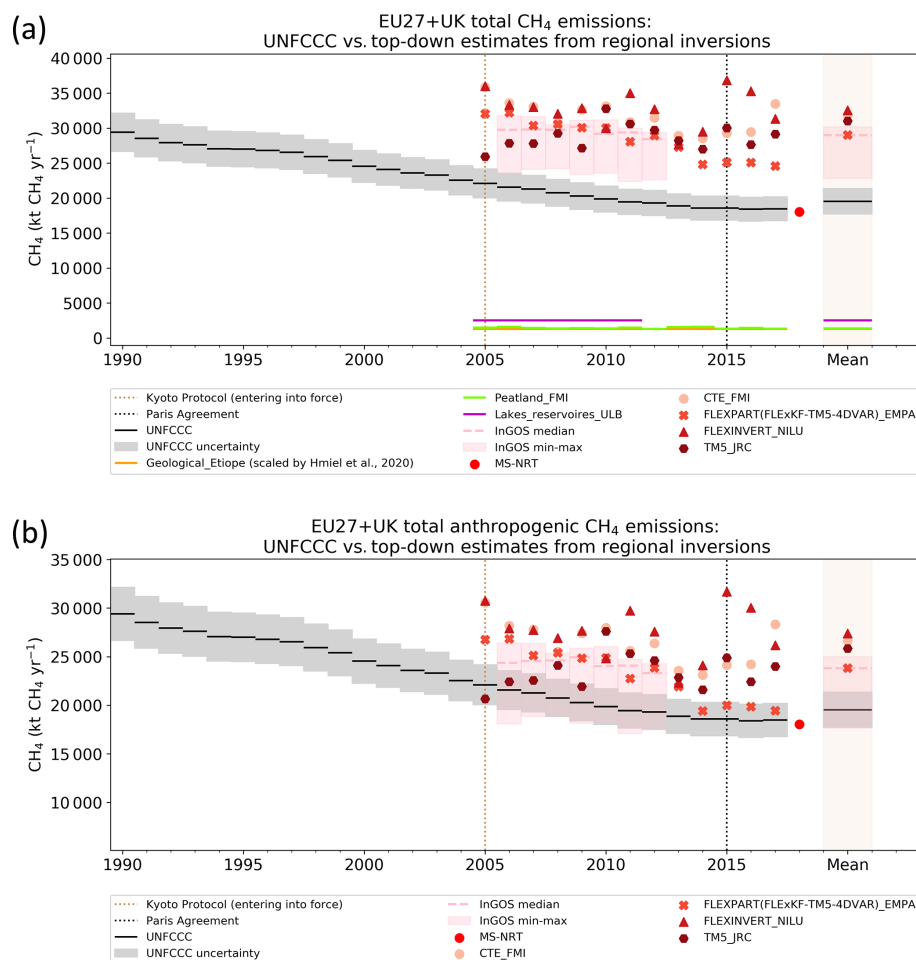 (a)
EU27+UK total CH₄ emissions:
UNFCCC vs. top-down estimates from regional inversions
CH₄ (kt CH₄ yr⁻¹)
40 000
35 000
30 000
25 000
20 000
15 000
10 000
5000
0
1990 1995 2000 2005 2010 2015 Mean
Kyoto Protocol (entering into force)
Paris Agreement
UNFCCC
UNFCCC uncertainty
Geological_Etiope (scaled by Hmiel et al., 2020)
Peatland_FMI
Lakes_reservoires_ULB
InGOS median
InGOS min-max
MS-NRT
CTE_FMI
FLEXPART(FLExKF-TM5-4DVAR)_EMPA
FLEXINVERT_NILU
TM5_JRC
(b)
EU27+UK total anthropogenic CH₄ emissions:
UNFCCC vs. top-down estimates from regional inversions
CH₄ (kt CH₄ yr⁻¹)
35 000
30 000
25 000
20 000
15 000
10 000
1990 1995 2000 2005 2010 2015 Mean
Kyoto Protocol (entering into force)
Paris Agreement
UNFCCC
UNFCCC uncertainty
InGOS median
InGOS min-max
MS-NRT
CTE_FMI
FLEXPART(FLExKF-TM5-4DVAR)_EMPA
FLEXINVERT_NILU
TM5_JRC